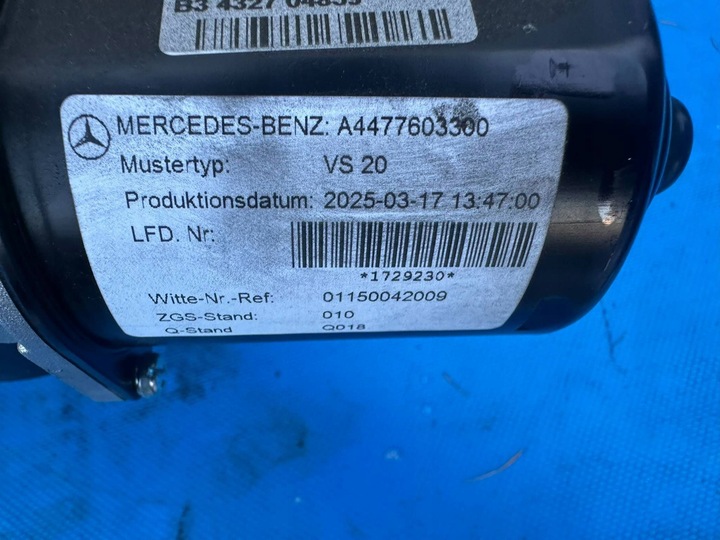 MERCEDES-BENZ: A4477603300
Mustertyp: VS 20
Produktionsdatum: 2025-03-17 13:47:00
LFD. Nr:
*1729230*
Witte-Nr.-Ref: 01150042009
ZGS-Stand: 010
Q-Stand Q018